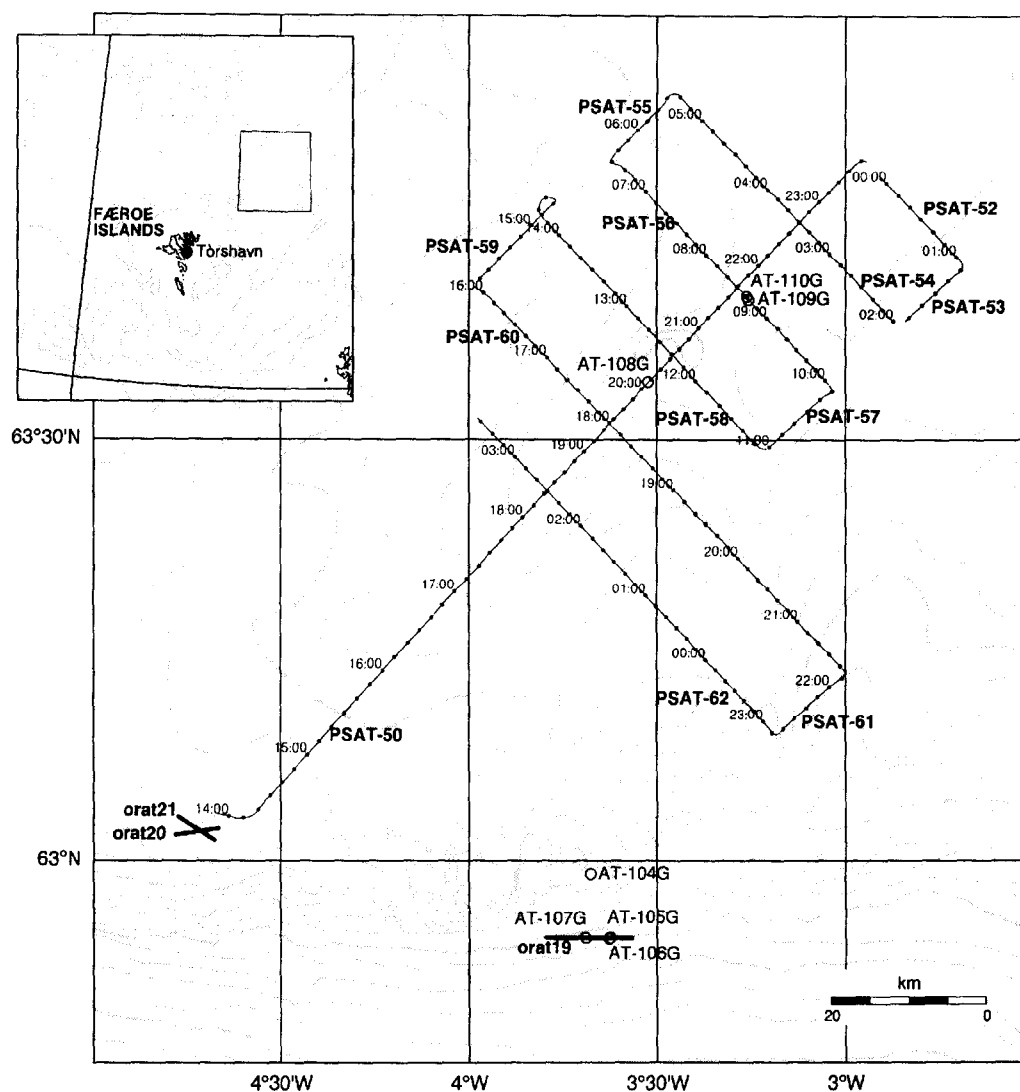 PSAT-55
06:00
05:00
07:00
04:00
23:00
00:00
PSAT-52
FÆROE
ISLANDS
Tòrshavn
15:00
14:00
PSAT-56
08:00
22:00
03:00
01:00
PSAT-59
16:00
13:00
AT-110G
AT-109G
09:00
PSAT-54
02:00
PSAT-53
PSAT-60
17:00
21:00
AT-108G
20:00
12:00
10:00
18:00
PSAT-58
PSAT-57
11:00
63°30'N
03:00
19:00
19:00
18:00
02:00
20:00
17:00
01:00
21:00
16:00
00:00
22:00
PSAT-62
23:00
PSAT-61
15:00
PSAT-50
14:00
orat21
orat20
63°N
AT-104G
AT-107G
AT-105G
orat19
AT-106G
km
20
0
4°30'W
4°W
3°30'W
3°W